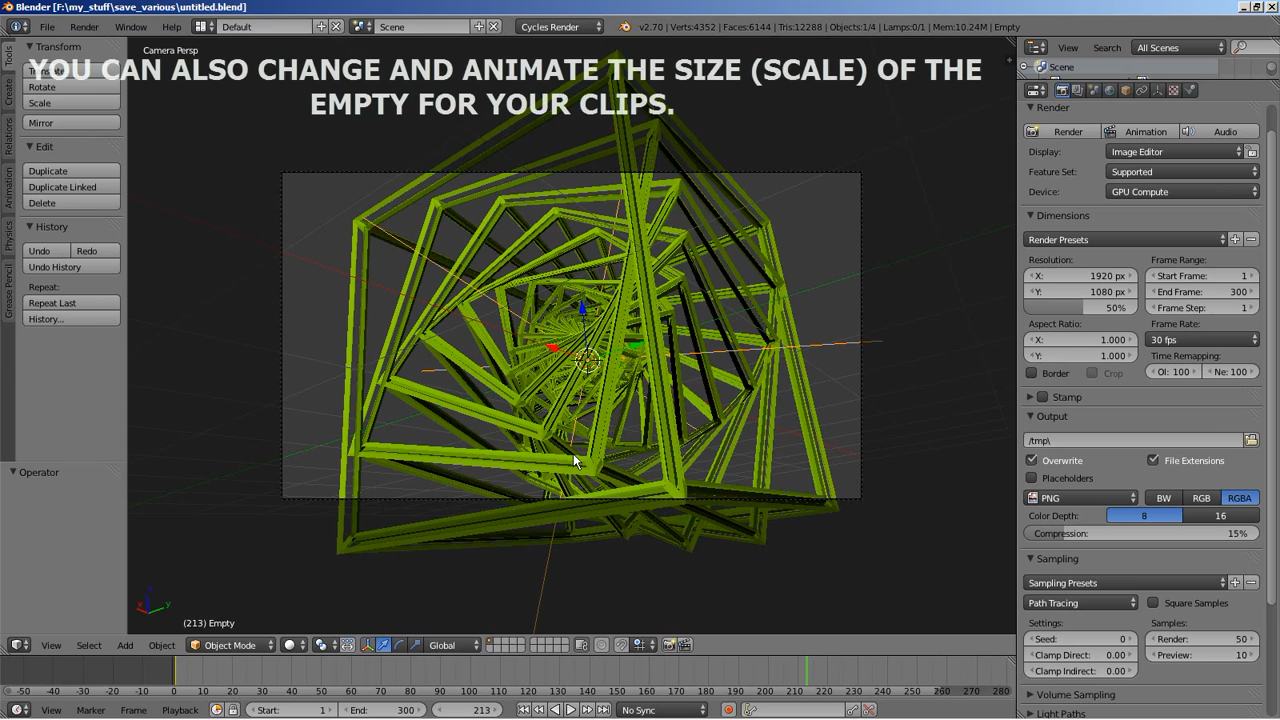 Blender [F:\my_stuff\save_various\untitled.blend]
File Render Window Help Default Scene Cycles Render v2.70 | Verts:4352 | Faces:6144 | Tris:12288 | Objects:1/4 | Lamps:0/1 | Mem:10.24M | Empty
Camera Persp
YOU CAN ALSO CHANGE AND ANIMATE THE SIZE (SCALE) OF THE
EMPTY FOR YOUR CLIPS.
Tools
Create
Relations
Animation
Physics
Grease Pencil
Transform
Translate
Rotate
Scale
Mirror
Edit
Duplicate
Duplicate Linked
Delete
History
Undo Redo
Undo History
Repeat:
Repeat Last
History...
Operator
(213) Empty
View Select Add Object Object Mode Global
-50 -40 -30 -20 -10 0 10 20 30 40 50 60 70 80 90 100 110 120 130 140 150 160 170 180 190 200 210 220 230 240 250 260 270 280
View Marker Frame Playback Start: 1 End: 300 213 No Sync
View Search All Scenes
Scene
Render
Render Animation Audio
Display: Image Editor
Feature Set: Supported
Device: GPU Compute
Dimensions
Render Presets
Resolution: Frame Range:
X: 1920 px Start Frame: 1
Y: 1080 px End Frame: 300
50% Frame Step: 1
Aspect Ratio: Frame Rate:
X: 1.000 30 fps
Y: 1.000 Time Remapping:
Border Crop Ol: 100 Ne: 100
Stamp
Output
/tmp\
Overwrite File Extensions
Placeholders
PNG BW RGB RGBA
Color Depth: 8 16
Compression: 15%
Sampling
Sampling Presets
Path Tracing Square Samples
Settings: Samples:
Seed: 0 Render: 50
Clamp Direct: 0.00 Preview: 10
Clamp Indirect: 0.00
Volume Sampling
Light Paths